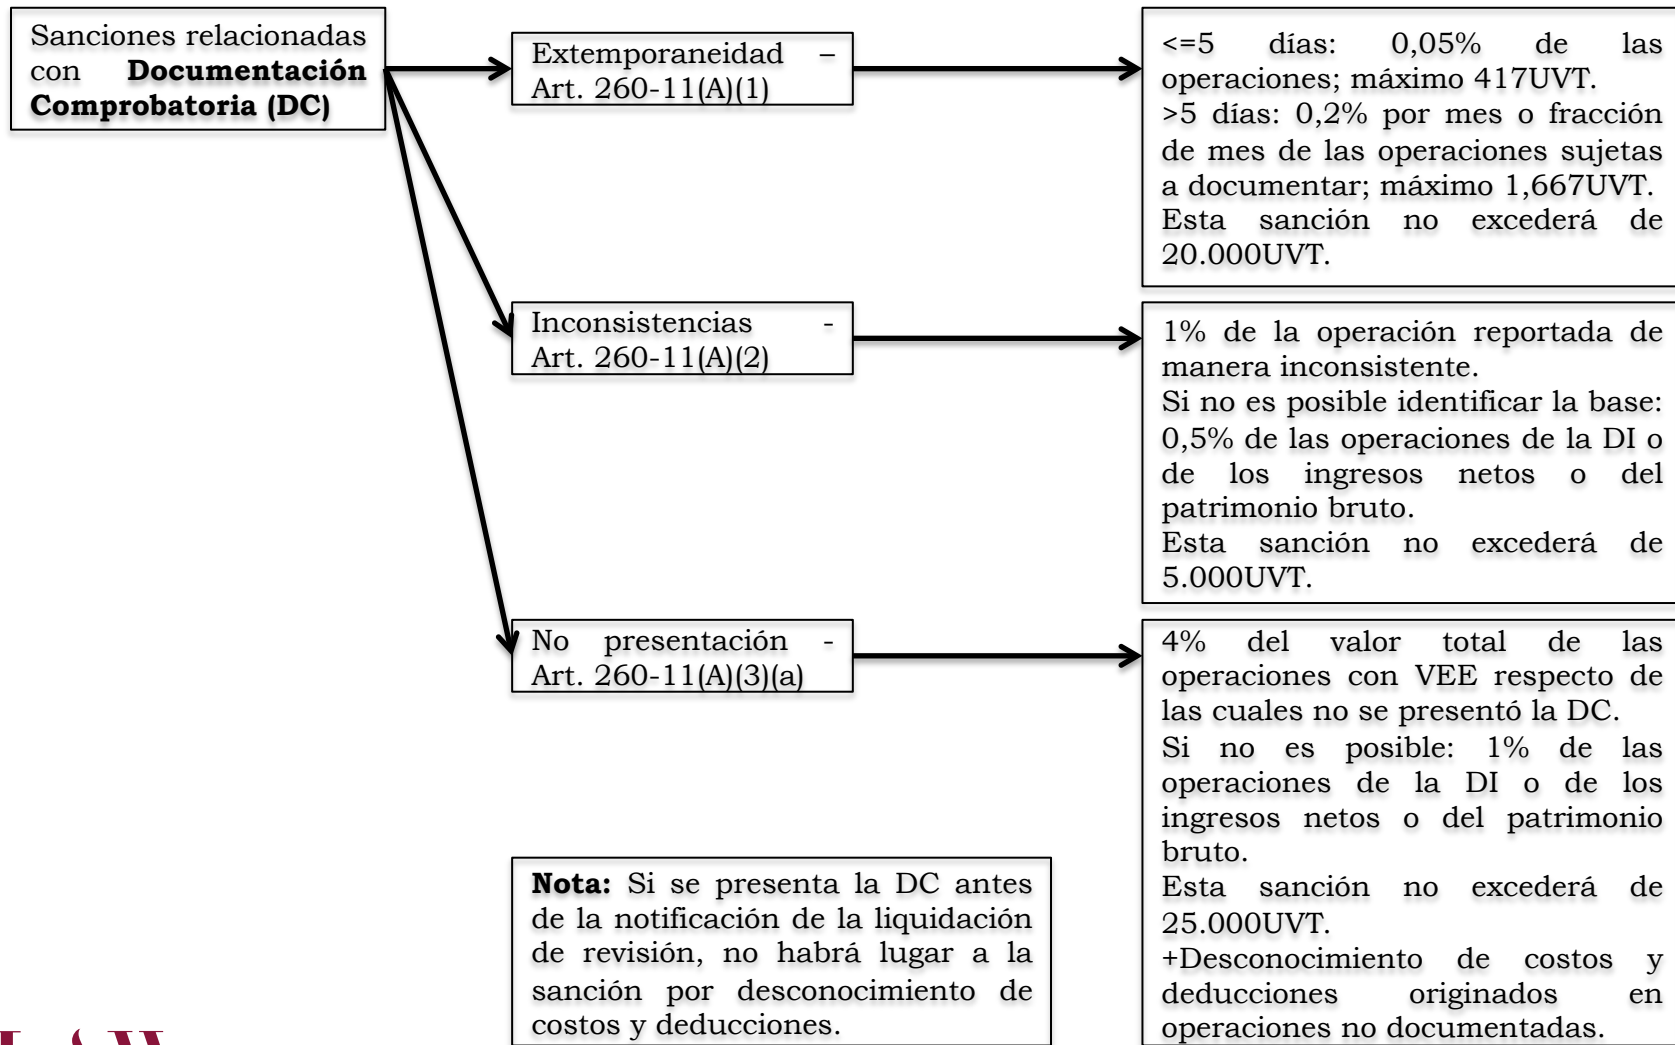 Sanciones relacionadas
con Documentación
Comprobatoria (DC)
Extemporaneidad –
Art. 260-11(A)(1)
<=5 días: 0,05% de las
operaciones; máximo 417UVT.
>5 días: 0,2% por mes o fracción
de mes de las operaciones sujetas
a documentar; máximo 1,667UVT.
Esta sanción no excederá de
20.000UVT.
Inconsistencias -
Art. 260-11(A)(2)
1% de la operación reportada de
manera inconsistente.
Si no es posible identificar la base:
0,5% de las operaciones de la DI o
de los ingresos netos o del
patrimonio bruto.
Esta sanción no excederá de
5.000UVT.
No presentación -
Art. 260-11(A)(3)(a)
4% del valor total de las
operaciones con VEE respecto de
las cuales no se presentó la DC.
Si no es posible: 1% de las
operaciones de la DI o de los
ingresos netos o del patrimonio
bruto.
Esta sanción no excederá de
25.000UVT.
+Desconocimiento de costos y
deducciones originados en
operaciones no documentadas.
Nota: Si se presenta la DC antes
de la notificación de la liquidación
de revisión, no habrá lugar a la
sanción por desconocimiento de
costos y deducciones.